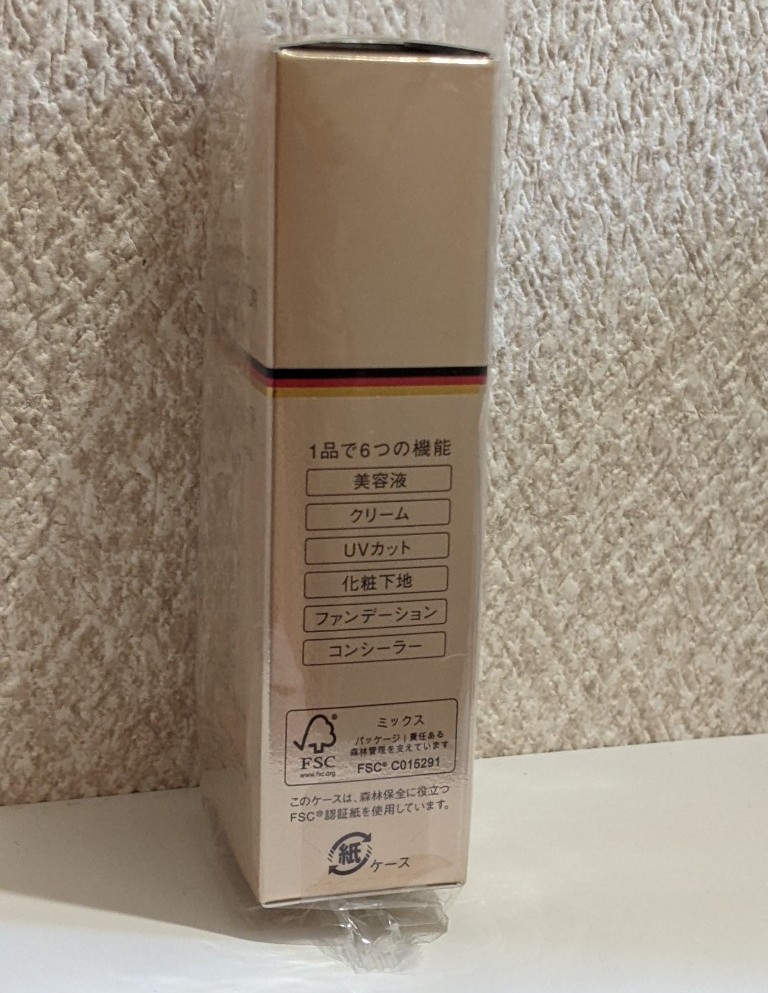 1品で6つの機能
美容液
クリーム
UVカット
化粧下地
ファンデーション
コンシーラー
FSC®
www.fsc.org
ミックス
パッケージ|責任ある
森林管理を支えています
FSC® C015291
このケースは、森林保全に役立つ
FSC®認証紙を使用しています。
紙
ケース